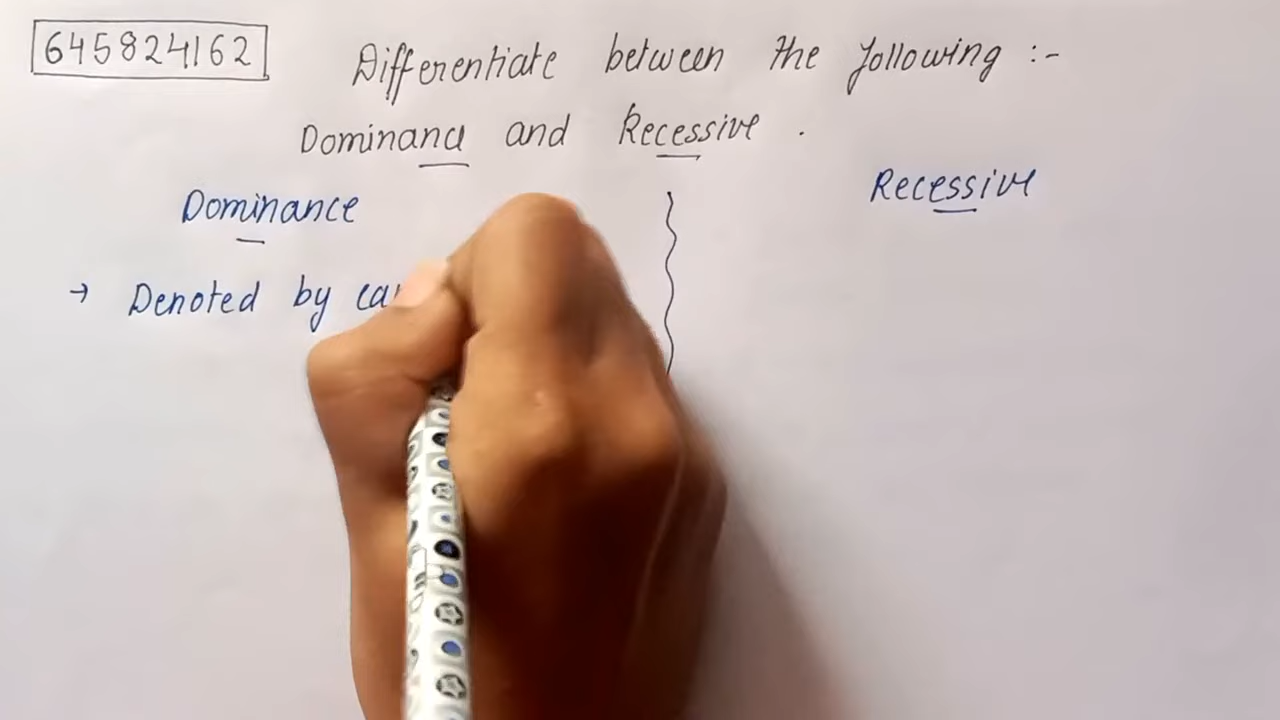 645824162
Differentiate between the following :-
Dominance and Recessive .
Dominance
Recessive
→ Denoted by